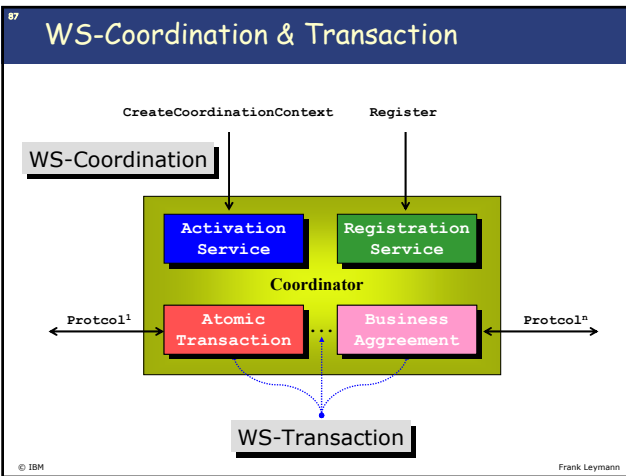 87
WS-Coordination & Transaction
CreateCoordinationContext
Register
WS-Coordination
Activation
Service
Registration
Service
Coordinator
Protcol1
Atomic
Transaction
...
Business
Aggreement
Protcoln
WS-Transaction
© IBM
Frank Leymann